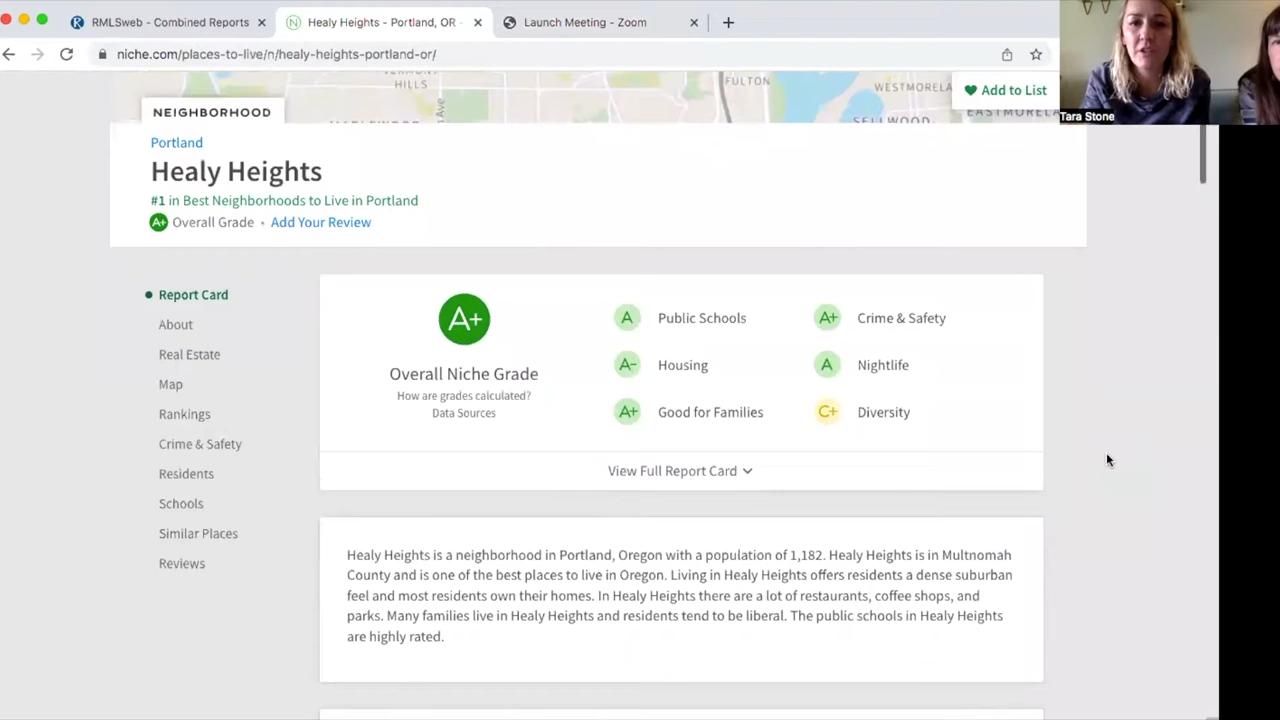 RMLSweb - Combined Reports
Healy Heights - Portland, OR -
Launch Meeting - Zoom
niche.com/places-to-live/n/healy-heights-portland-or/
HILLS
FULTON
WESTMORELA
SELLWOOD
EASTMORELA
Add to List
Tara Stone
NEIGHBORHOOD
Portland
Healy Heights
#1 in Best Neighborhoods to Live in Portland
A+ Overall Grade • Add Your Review
Report Card
About
Real Estate
Map
Rankings
Crime & Safety
Residents
Schools
Similar Places
Reviews
A+
Overall Niche Grade
How are grades calculated?
Data Sources
A Public Schools
A+ Crime & Safety
A- Housing
A Nightlife
A+ Good for Families
C+ Diversity
View Full Report Card
Healy Heights is a neighborhood in Portland, Oregon with a population of 1,182. Healy Heights is in Multnomah
County and is one of the best places to live in Oregon. Living in Healy Heights offers residents a dense suburban
feel and most residents own their homes. In Healy Heights there are a lot of restaurants, coffee shops, and
parks. Many families live in Healy Heights and residents tend to be liberal. The public schools in Healy Heights
are highly rated.